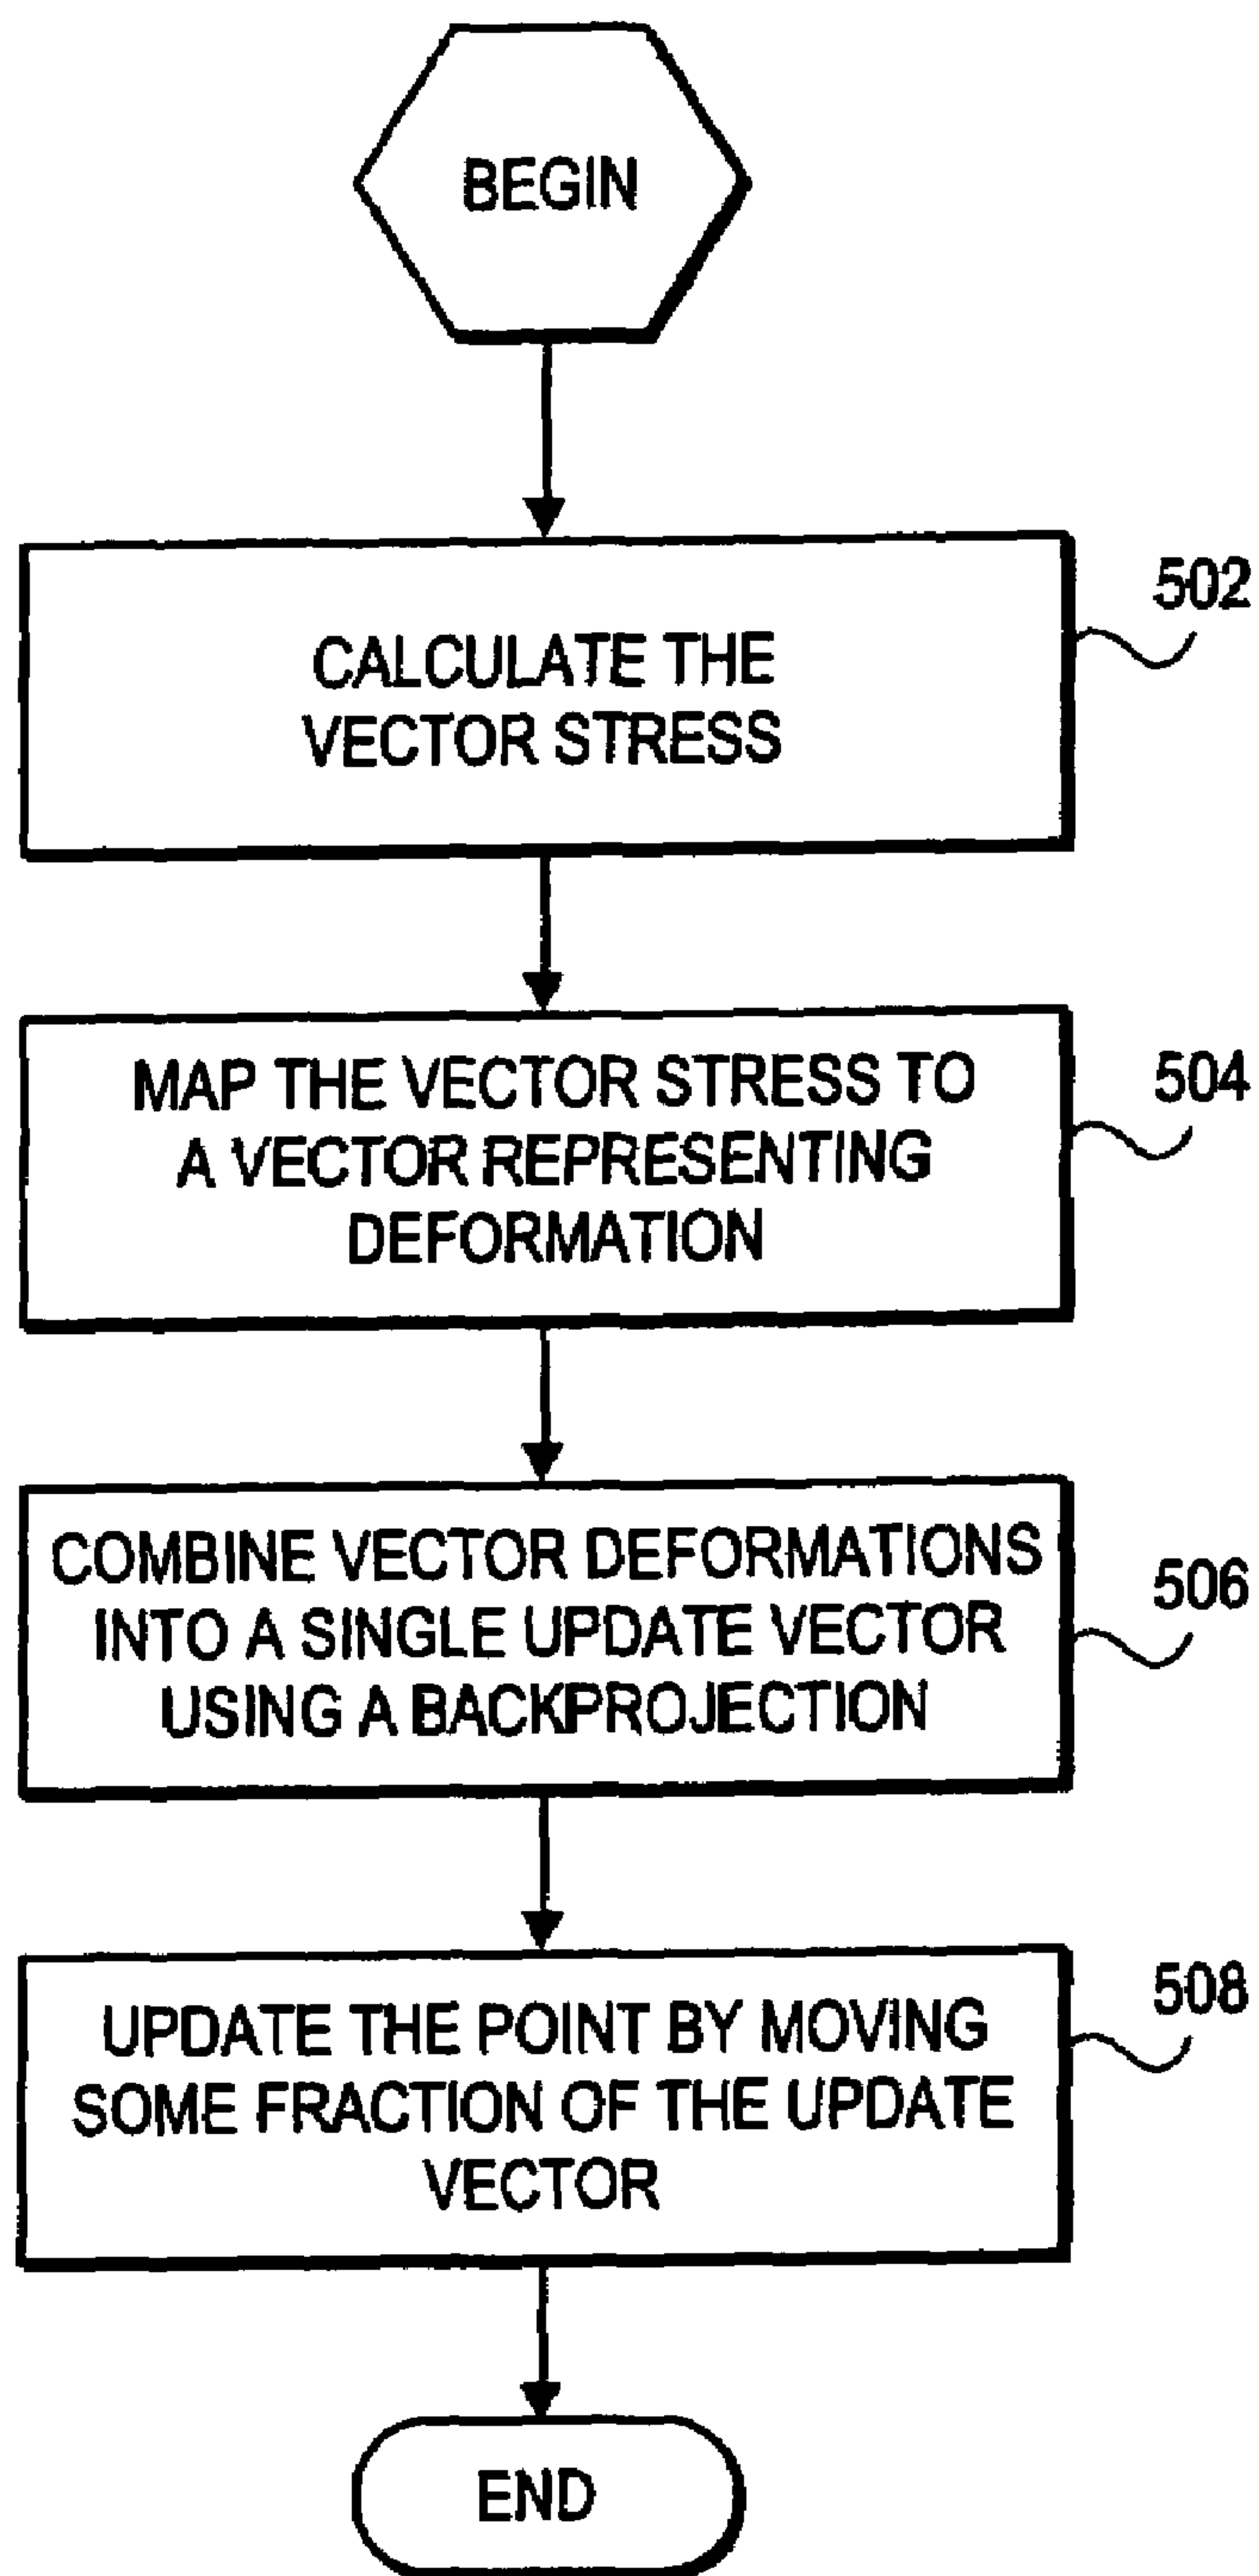 BEGIN
502
CALCULATE THE
VECTOR STRESS
504
MAP THE VECTOR STRESS TO
A VECTOR REPRESENTING
DEFORMATION
506
COMBINE VECTOR DEFORMATIONS
INTO A SINGLE UPDATE VECTOR
USING A BACKPROJECTION
508
UPDATE THE POINT BY MOVING
SOME FRACTION OF THE UPDATE
VECTOR
END